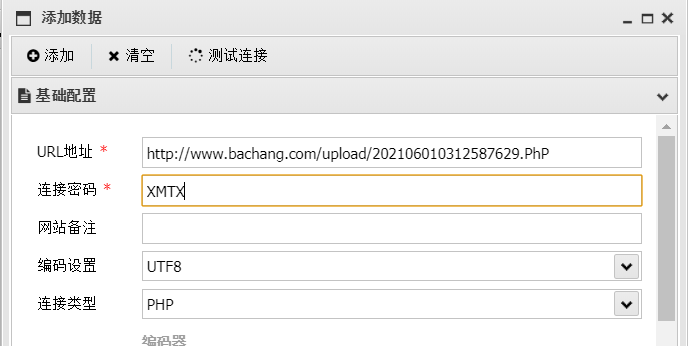 添加数据
添加 清空 测试连接
基础配置
URL地址 * http://www.bachang.com/upload/202106010312587629.PhP
连接密码 * XMTX
网站备注
编码设置 UTF8
连接类型 PHP
编码器